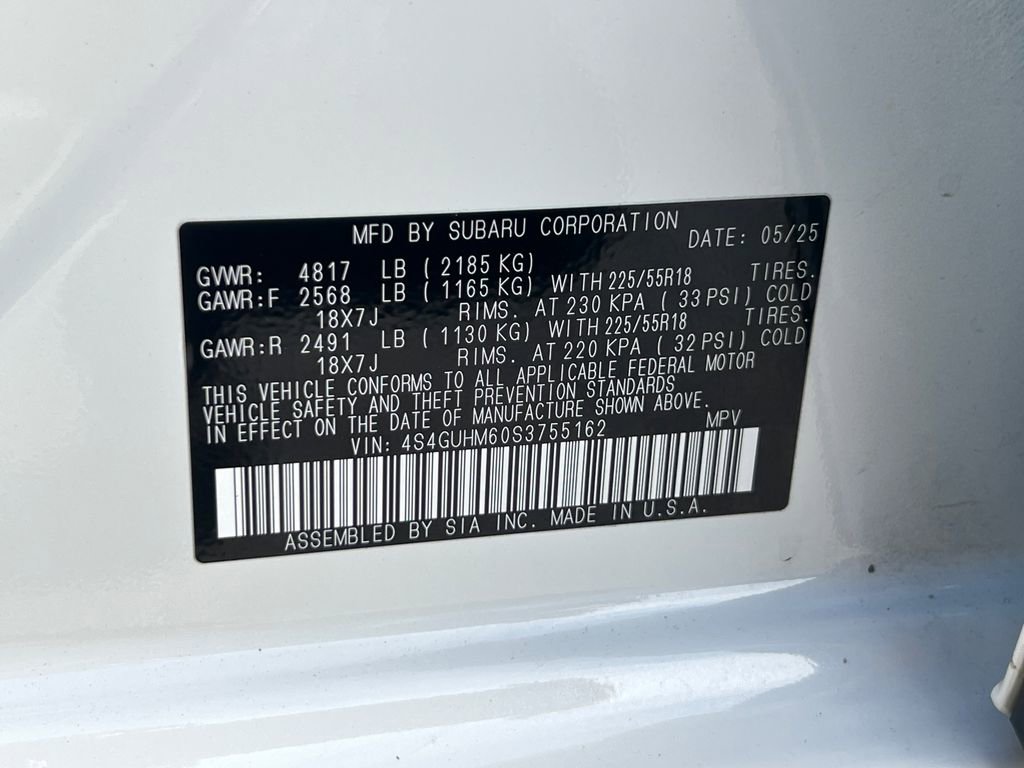 MFD BY SUBARU CORPORATION DATE: 05/25
GVWR: 4817 LB ( 2185 KG)
GAWR:F 2568 LB ( 1165 KG) WITH 225/55R18 TIRES.
18X7J RIMS. AT 230 KPA ( 33 PSI) COLD
GAWR:R 2491 LB ( 1130 KG) WITH 225/55R18 TIRES.
18X7J RIMS. AT 220 KPA ( 32 PSI) COLD
THIS VEHICLE CONFORMS TO ALL APPLICABLE FEDERAL MOTOR
VEHICLE SAFETY AND THEFT PREVENTION STANDARDS
IN EFFECT ON THE DATE OF MANUFACTURE SHOWN ABOVE.
VIN: 4S4GUHM60S3755162 MPV
ASSEMBLED BY SIA INC. MADE IN U.S.A.